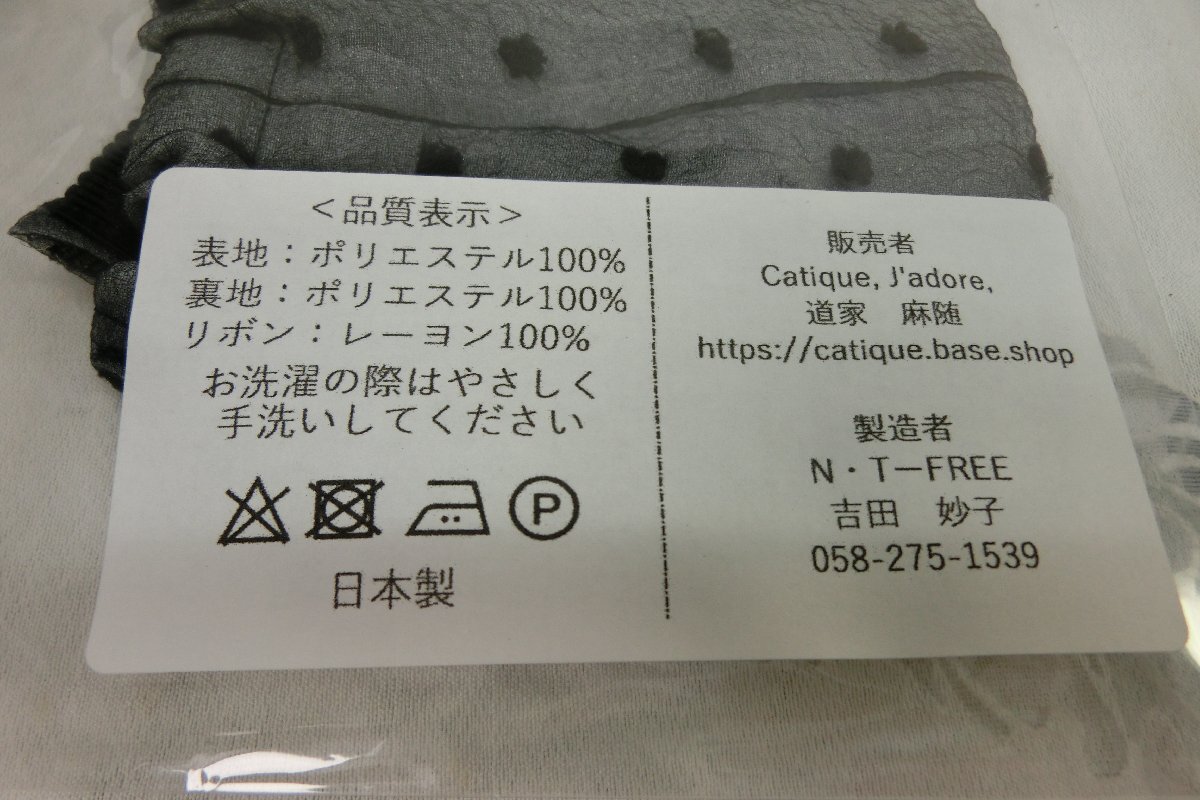 ＜品質表示＞
表地：ポリエステル100%
裏地：ポリエステル100%
リボン：レーヨン100%
お洗濯の際はやさしく
手洗いしてください
P
日本製
販売者
Catique, J'adore,
道家　麻随
https://catique.base.shop
製造者
N・T－FREE
吉田　妙子
058-275-1539